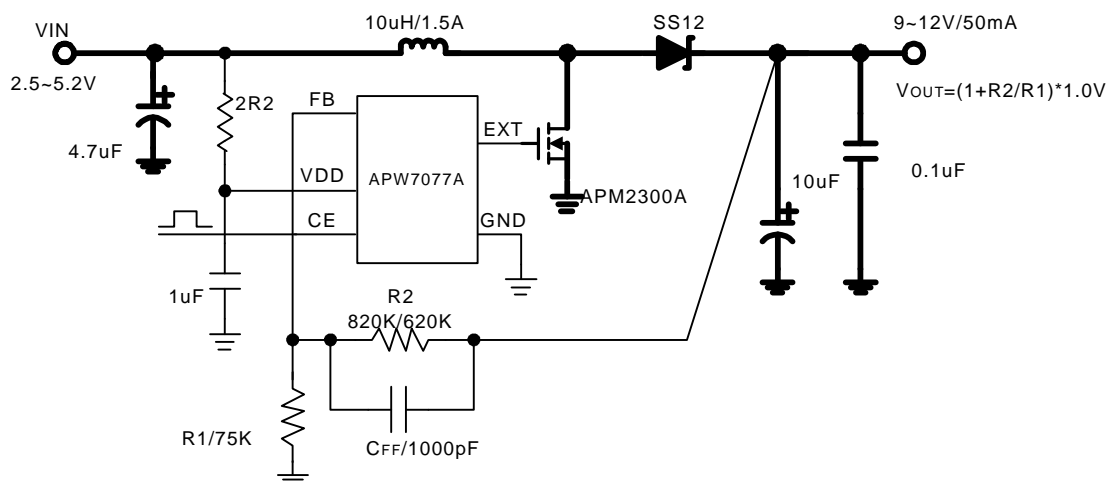 10uH/1.5A
SS12
9~12V/50mA
VIN
2.5~5.2V
VOUT=(1+R2/R1)*1.0V
2R2
FB
4.7uF
EXT
VDD
APW7077A
10uF
0.1uF
APM2300A
CE
GND
1uF
R2
820K/620K
R1/75K
CFF/1000pF